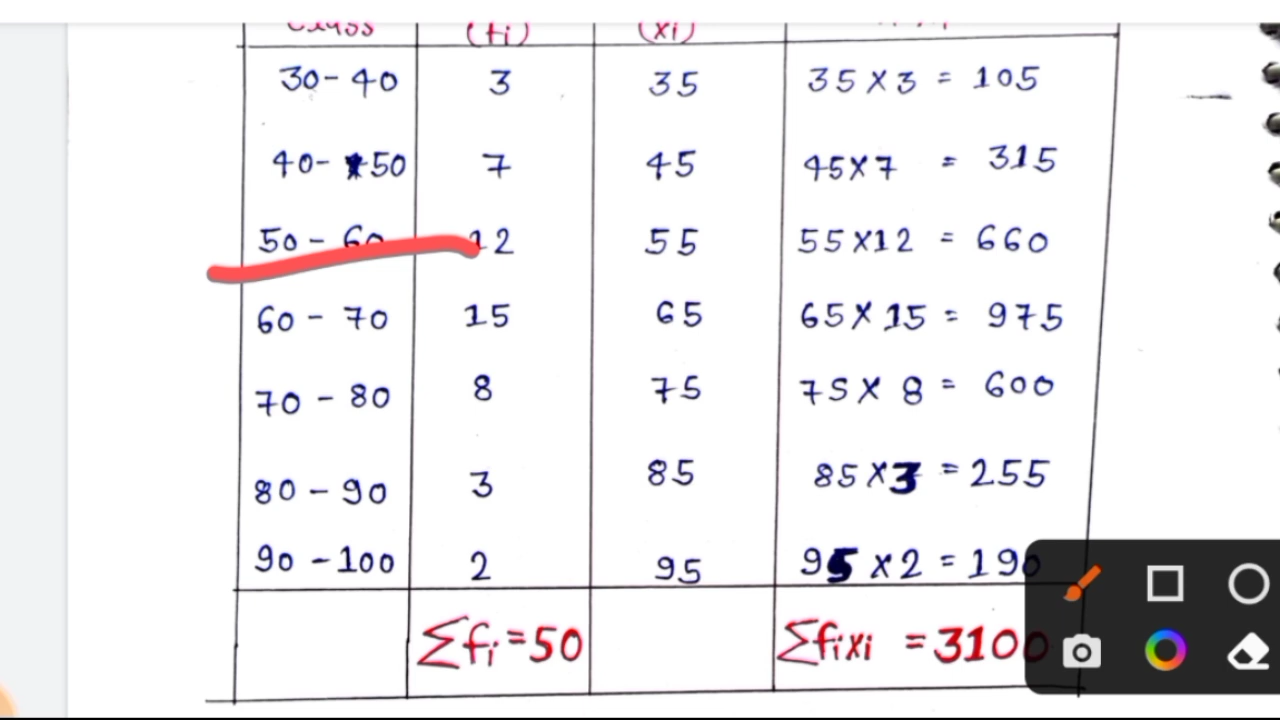 Class (fi) (xi)
30-40 3 35 35×3 = 105
40-50 7 45 45×7 = 315
50-60 12 55 55×12 = 660
60-70 15 65 65×15 = 975
70-80 8 75 75×8 = 600
80-90 3 85 85×3 = 255
90-100 2 95 95×2 = 190
Σfi=50 Σfixi =3100